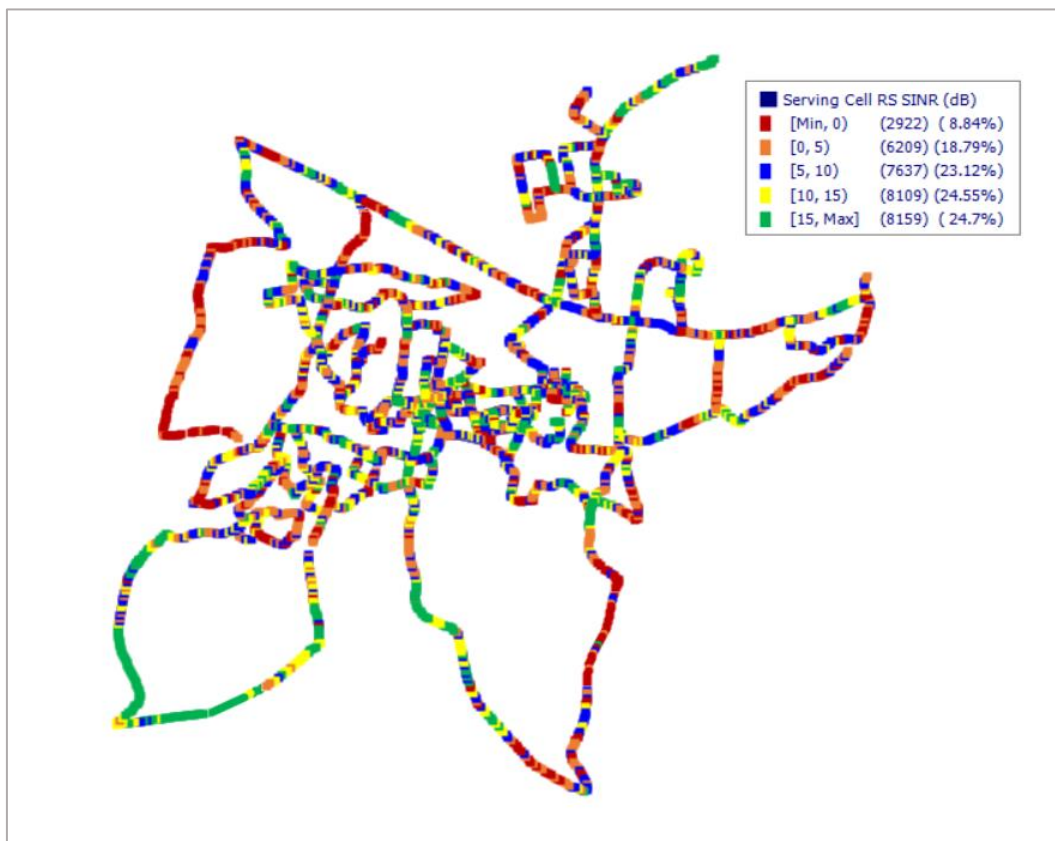 Serving Cell RS SINR (dB)
[Min, 0) (2922) ( 8.84%)
[0, 5) (6209) (18.79%)
[5, 10) (7637) (23.12%)
[10, 15) (8109) (24.55%)
[15, Max] (8159) ( 24.7%)